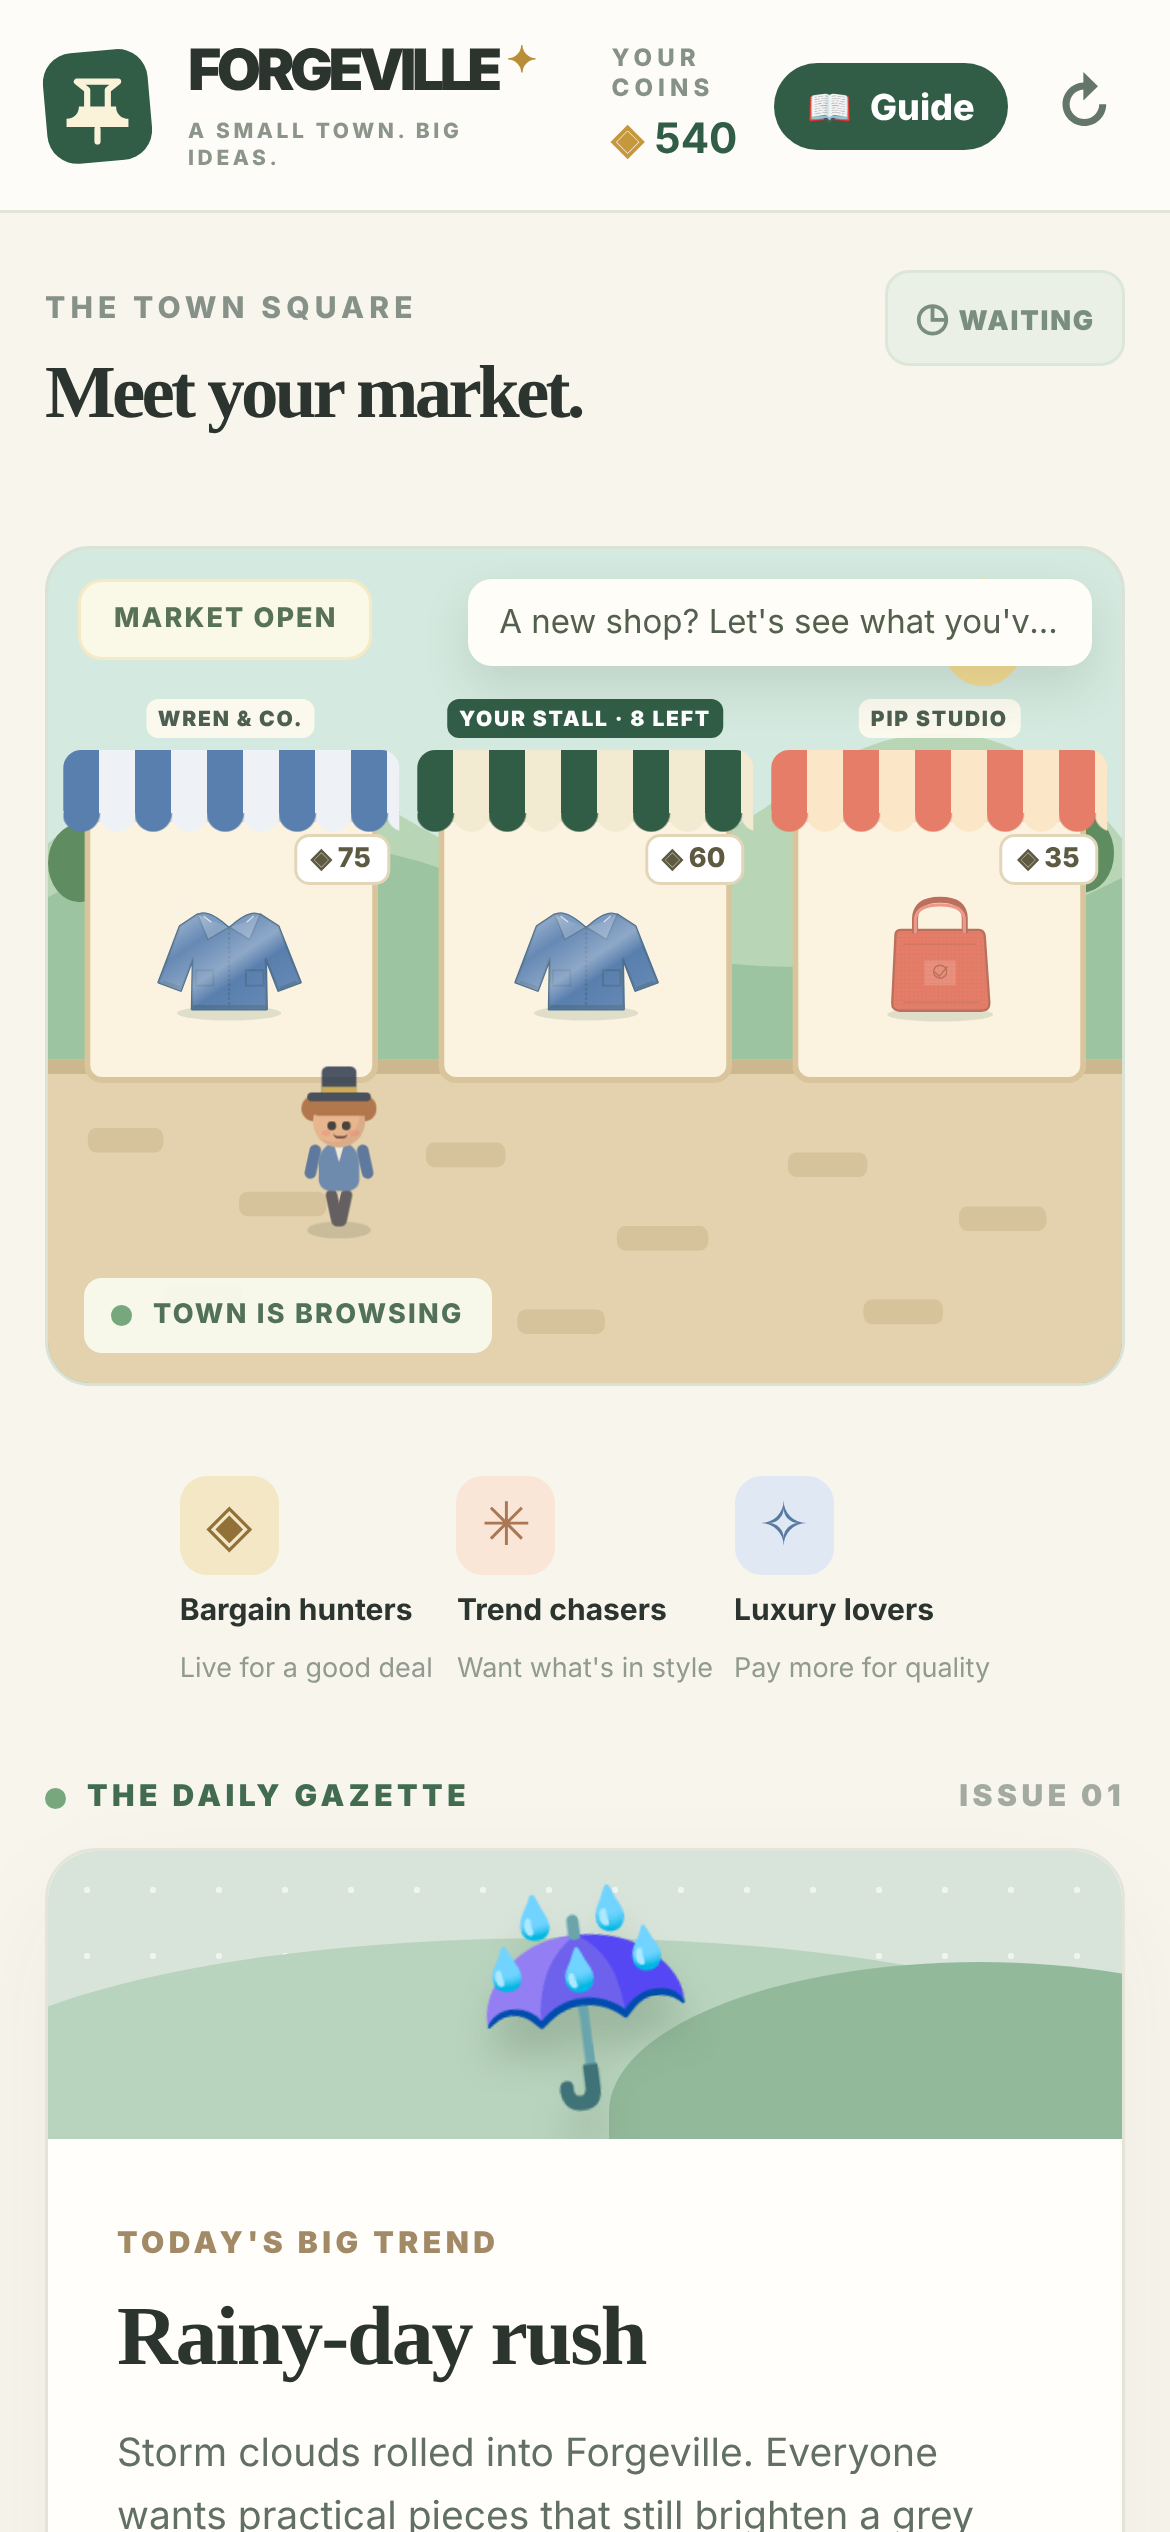 FORGEVILLE
A SMALL TOWN. BIG
IDEAS.
YOUR
COINS
540
Guide
THE TOWN SQUARE
WAITING
Meet your market.
MARKET OPEN
A new shop? Let's see what you'v...
WREN & CO.
YOUR STALL · 8 LEFT
PIP STUDIO
75
60
35
TOWN IS BROWSING
Bargain hunters
Live for a good deal
Trend chasers
Want what's in style
Luxury lovers
Pay more for quality
THE DAILY GAZETTE
ISSUE 01
TODAY'S BIG TREND
Rainy-day rush
Storm clouds rolled into Forgeville. Everyone
wants practical pieces that still brighten a grey